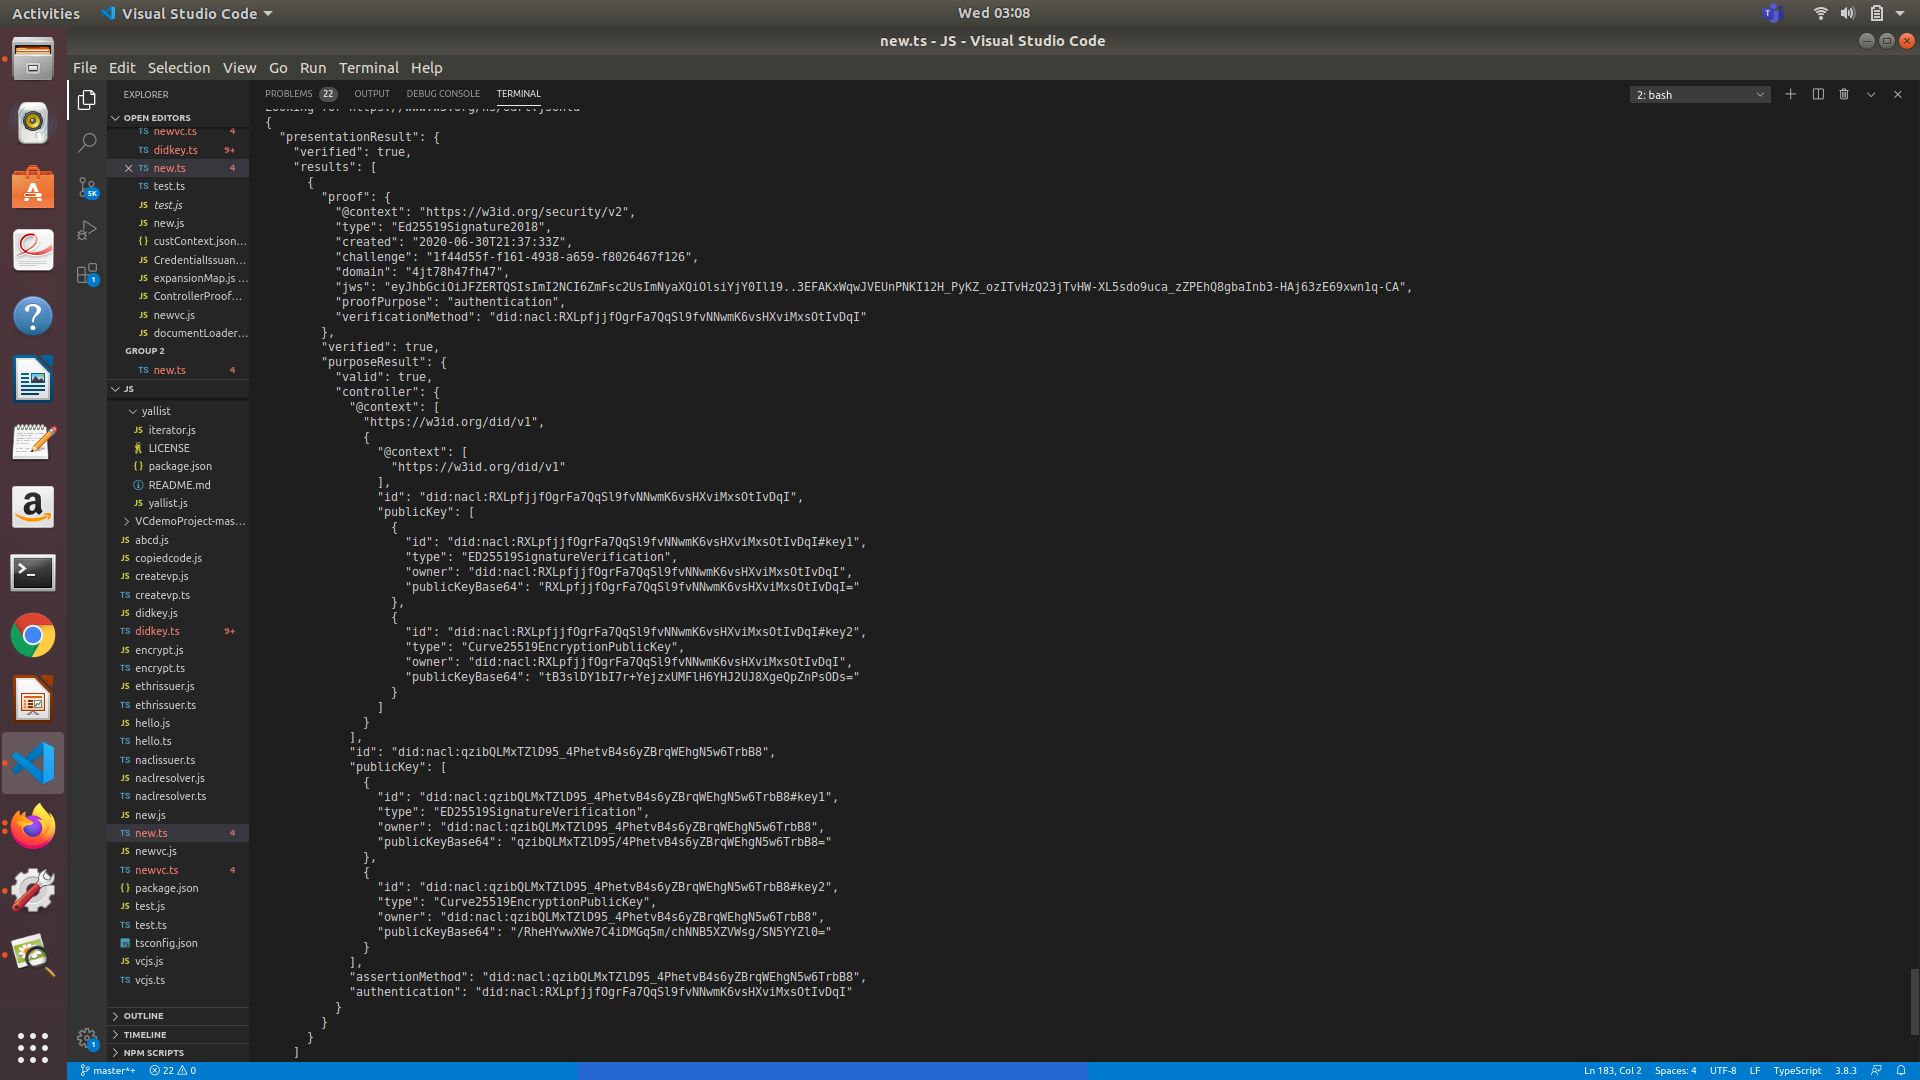 Activities
Visual Studio Code
Wed 03:08
new.ts - JS - Visual Studio Code
File Edit Selection View Go Run Terminal Help
EXPLORER
OPEN EDITORS
TS newvc.ts 4
TS didkey.ts 9+
TS new.ts 4
TS test.ts
JS test.js
JS new.js
{} custContext.json...
JS CredentialIssuan...
JS expansionMap.js ...
JS ControllerProof...
JS newvc.js
JS documentLoader...
GROUP 2
TS new.ts 4
JS
yallist
JS iterator.js
LICENSE
{} package.json
README.md
JS yallist.js
VCdemoProject-mas...
JS abcd.js
JS copiedcode.js
JS createvp.js
TS createvp.ts
JS didkey.js
TS didkey.ts 9+
JS encrypt.js
TS encrypt.ts
JS ethrissuer.js
TS ethrissuer.ts
JS hello.js
TS hello.ts
TS naclissuer.ts
JS naclresolver.js
TS naclresolver.ts
JS new.js
TS new.ts 4
JS newvc.js
TS newvc.ts 4
{} package.json
JS test.js
TS test.ts
tsconfig.json
JS vcjs.js
TS vcjs.ts
OUTLINE
TIMELINE
NPM SCRIPTS
5K
1
1
PROBLEMS 22 OUTPUT DEBUG CONSOLE TERMINAL
2: bash
{
"presentationResult": {
"verified": true,
"results": [
{
"proof": {
"@context": "https://w3id.org/security/v2",
"type": "Ed25519Signature2018",
"created": "2020-06-30T21:37:33Z",
"challenge": "1f44d55f-f161-4938-a659-f8026467f126",
"domain": "4jt78h47fh47",
"jws": "eyJhbGciOiJFZERTQSIsImI2NCI6ZmFsc2UsImNyaXQiOlsiYjY0Il19..3EFAKxWqwJVEUnPNKI12H_PyKZ_ozITvHzQ23jTvHW-XL5sdo9uca_zZPEhQ8gbaInb3-HAj63zE69xwn1q-CA",
"proofPurpose": "authentication",
"verificationMethod": "did:nacl:RXLpfjjfOgrFa7QqSl9fvNNwmK6vsHXviMxsOtIvDqI"
},
"verified": true,
"purposeResult": {
"valid": true,
"controller": {
"@context": [
"https://w3id.org/did/v1",
{
"@context": [
"https://w3id.org/did/v1"
],
"id": "did:nacl:RXLpfjjfOgrFa7QqSl9fvNNwmK6vsHXviMxsOtIvDqI",
"publicKey": [
{
"id": "did:nacl:RXLpfjjfOgrFa7QqSl9fvNNwmK6vsHXviMxsOtIvDqI#key1",
"type": "ED25519SignatureVerification",
"owner": "did:nacl:RXLpfjjfOgrFa7QqSl9fvNNwmK6vsHXviMxsOtIvDqI",
"publicKeyBase64": "RXLpfjjfOgrFa7QqSl9fvNNwmK6vsHXviMxsOtIvDqI="
},
{
"id": "did:nacl:RXLpfjjfOgrFa7QqSl9fvNNwmK6vsHXviMxsOtIvDqI#key2",
"type": "Curve25519EncryptionPublicKey",
"owner": "did:nacl:RXLpfjjfOgrFa7QqSl9fvNNwmK6vsHXviMxsOtIvDqI",
"publicKeyBase64": "tB3slDY1bI7r+YejzxUMFlH6YHJ2UJ8XgeQpZnPsODs="
}
]
}
],
"id": "did:nacl:qzibQLMxTZlD95_4PhetvB4s6yZBrqWEhgN5w6TrbB8",
"publicKey": [
{
"id": "did:nacl:qzibQLMxTZlD95_4PhetvB4s6yZBrqWEhgN5w6TrbB8#key1",
"type": "ED25519SignatureVerification",
"owner": "did:nacl:qzibQLMxTZlD95_4PhetvB4s6yZBrqWEhgN5w6TrbB8",
"publicKeyBase64": "qzibQLMxTZlD95/4PhetvB4s6yZBrqWEhgN5w6TrbB8="
},
{
"id": "did:nacl:qzibQLMxTZlD95_4PhetvB4s6yZBrqWEhgN5w6TrbB8#key2",
"type": "Curve25519EncryptionPublicKey",
"owner": "did:nacl:qzibQLMxTZlD95_4PhetvB4s6yZBrqWEhgN5w6TrbB8",
"publicKeyBase64": "/RheHYwwXWe7C4iDMGq5m/chNNB5XZVWsg/SN5YYZl0="
}
],
"assertionMethod": "did:nacl:qzibQLMxTZlD95_4PhetvB4s6yZBrqWEhgN5w6TrbB8",
"authentication": "did:nacl:RXLpfjjfOgrFa7QqSl9fvNNwmK6vsHXviMxsOtIvDqI"
}
}
}
]
master*+ 22 0
Ln 183, Col 2 Spaces: 4 UTF-8 LF TypeScript 3.8.3